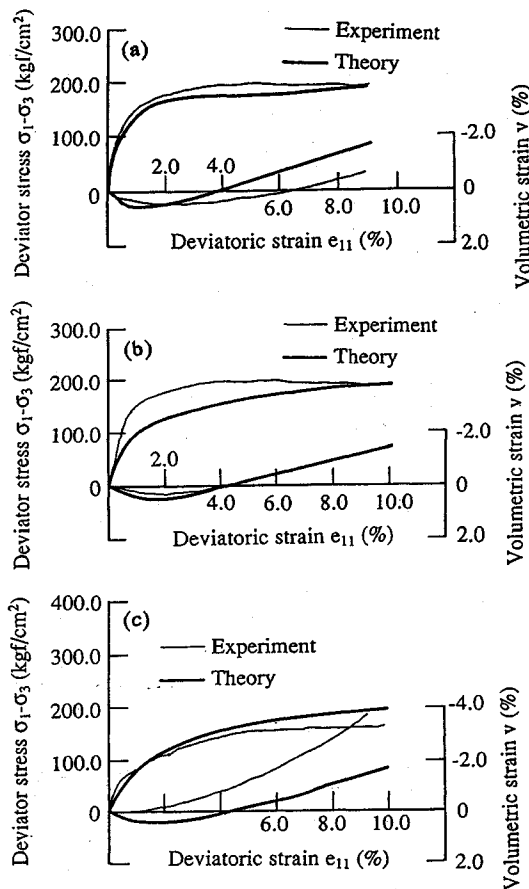 (a)
Experiment
Theory
300.0
200.0
100.0
0
Deviator stress σ₁-σ₃ (kgf/cm²)
2.0
4.0
6.0
8.0
10.0
Deviatoric strain e₁₁ (%)
-2.0
0
2.0
Volumetric strain v (%)
(b)
Experiment
Theory
300.0
200.0
100.0
0
Deviator stress σ₁-σ₃ (kgf/cm²)
2.0
4.0
6.0
8.0
10.0
Deviatoric strain e₁₁ (%)
-2.0
0
2.0
Volumetric strain v (%)
(c)
Experiment
Theory
400.0
300.0
200.0
100.0
0
Deviator stress σ₁-σ₃ (kgf/cm²)
2.0
4.0
6.0
8.0
10.0
Deviatoric strain e₁₁ (%)
-4.0
-2.0
0
2.0
Volumetric strain v (%)